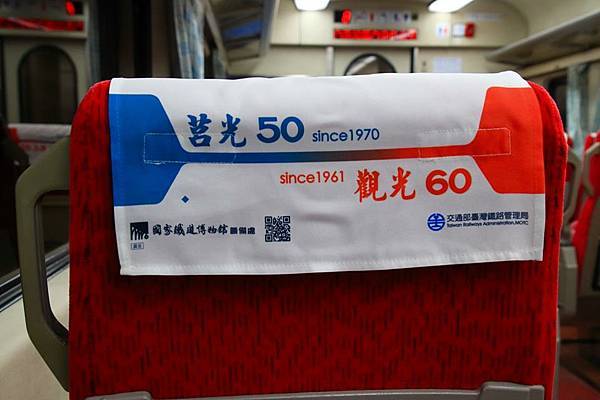 莒光 50 since1970
since1961 觀光 60
國家鐵道博物館籌備處
交通部臺灣鐵路管理局
Taiwan Railways Administration, MOTC